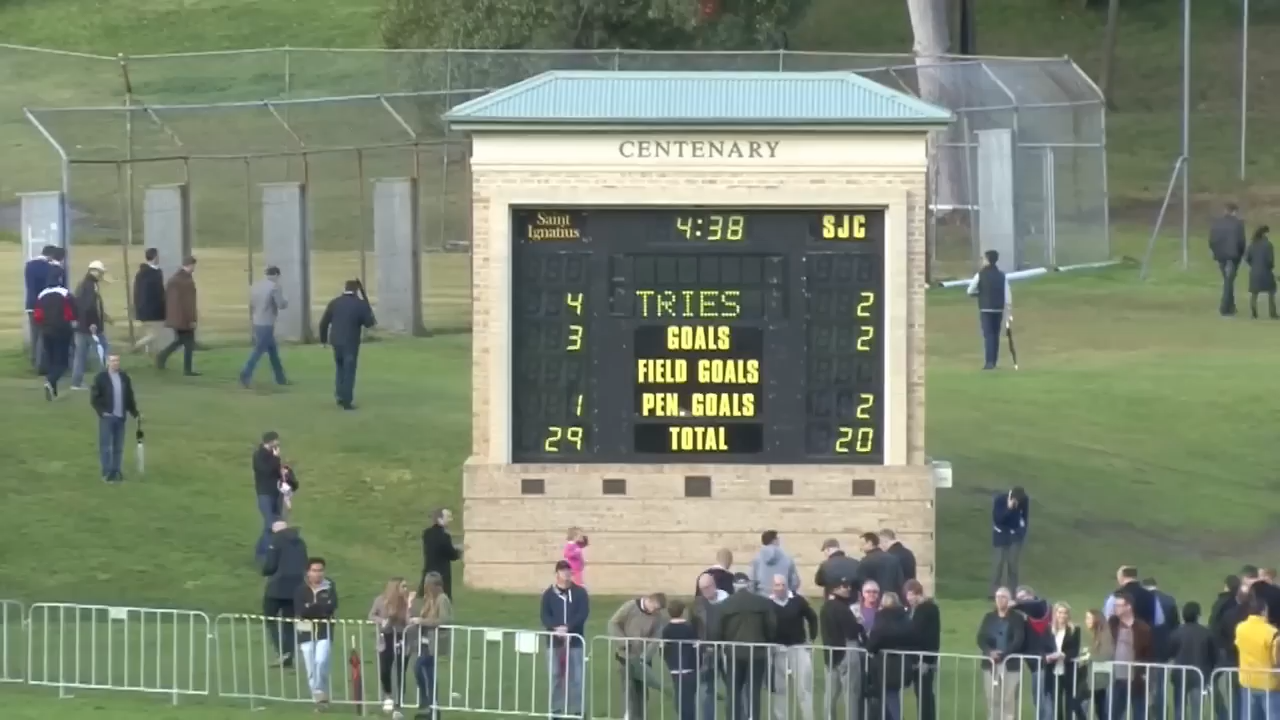 CENTENARY
Saint Ignatius 4:38 SJC
4 TRIES 2
3 GOALS 2
FIELD GOALS
1 PEN. GOALS 2
29 TOTAL 20